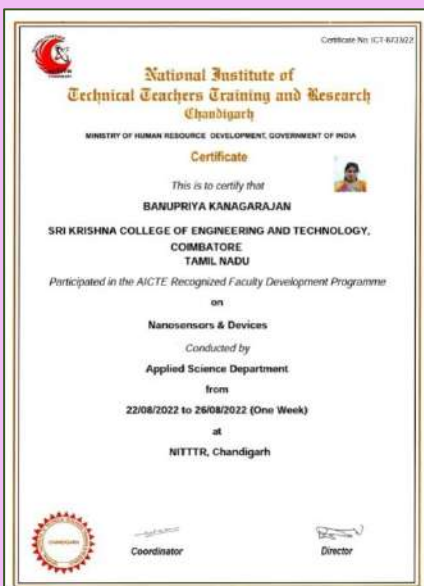 Certificate No: ICT-6733/22
National Institute of
Technical Teachers Training and Research
Chandigarh
MINISTRY OF HUMAN RESOURCE DEVELOPMENT, GOVERNMENT OF INDIA
Certificate
This is to certify that
BANUPRIYA KANAGARAJAN
SRI KRISHNA COLLEGE OF ENGINEERING AND TECHNOLOGY,
COIMBATORE
TAMIL NADU
Participated in the AICTE Recognized Faculty Development Programme
on
Nanosensors & Devices
Conducted by
Applied Science Department
from
22/08/2022 to 26/08/2022 (One Week)
at
NITTTR, Chandigarh
CHANDIGARH
Coordinator
Director